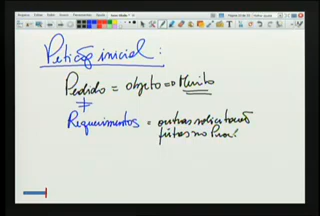 Petição inicial:
Pedido = objeto => Mérito
≠
Requerimentos = outras solicitações
feitas no Proc.